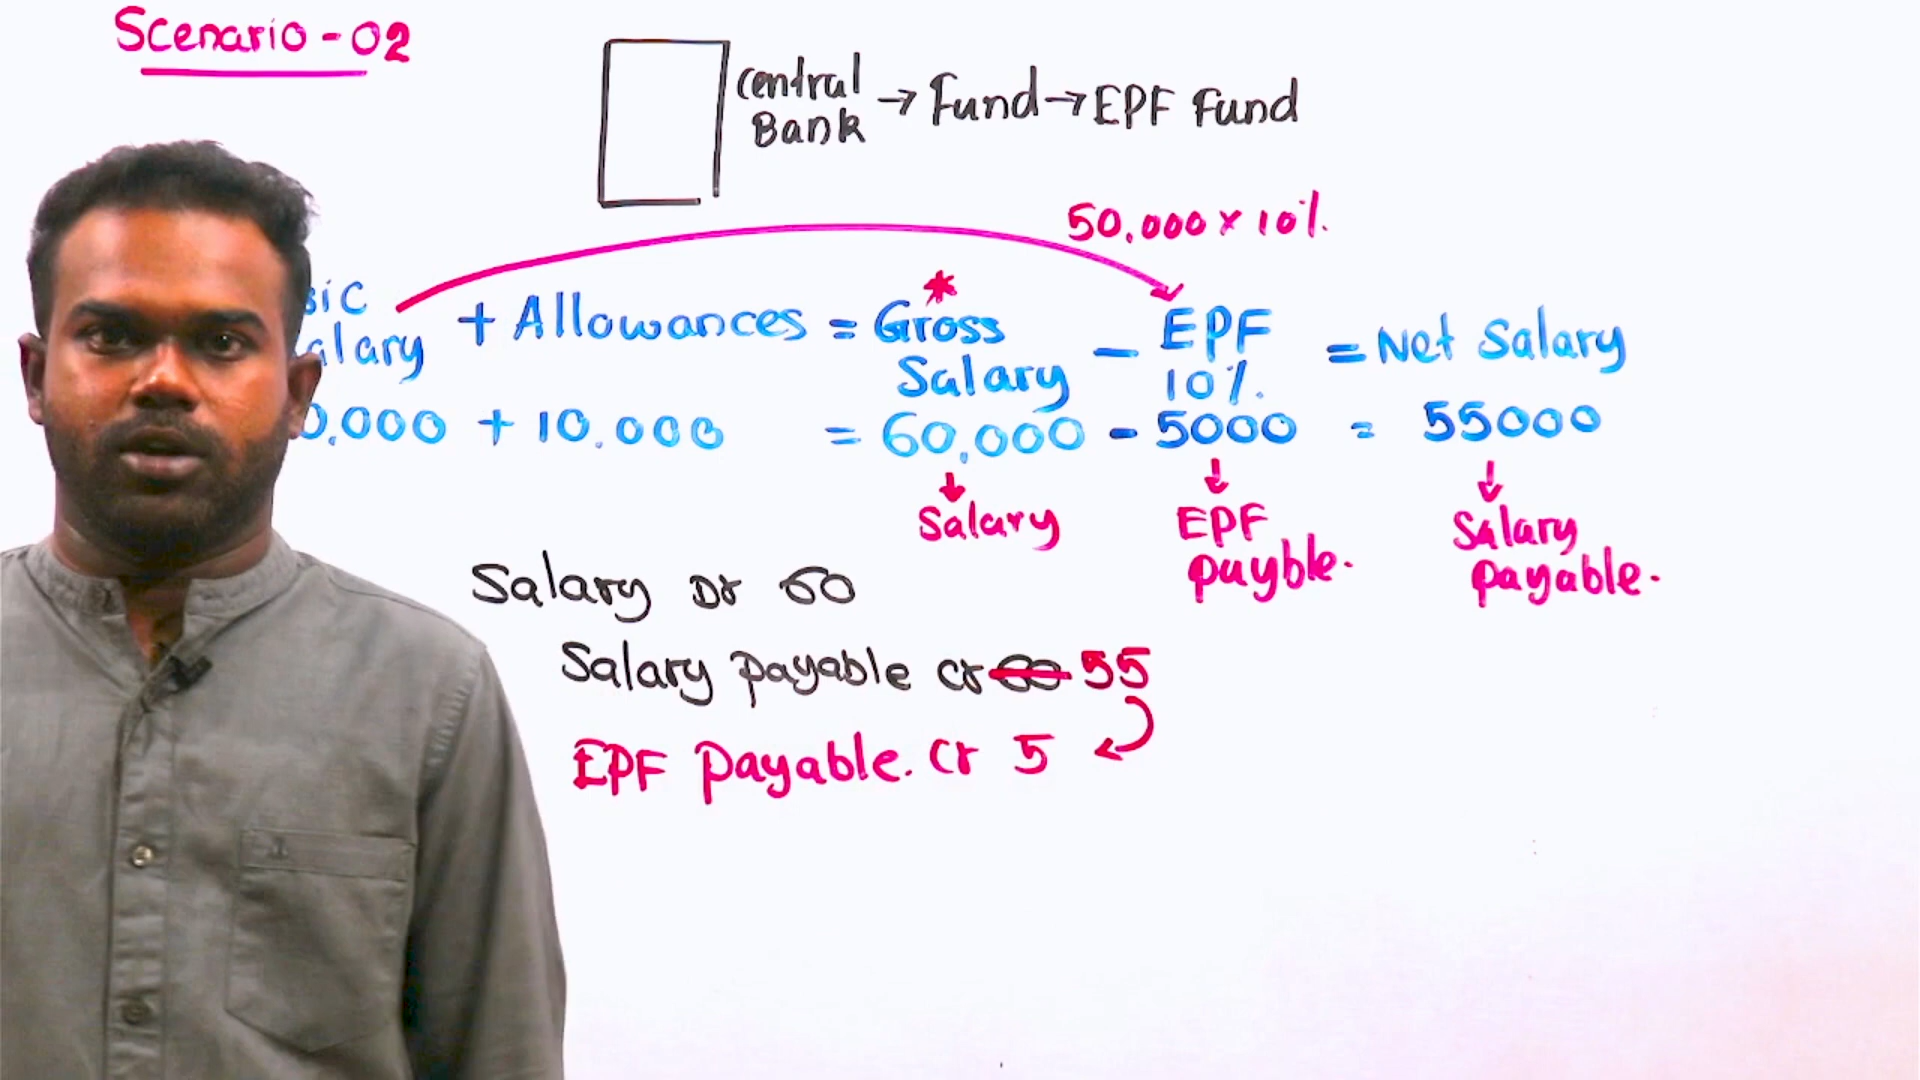 Scenario - 02
Central
Bank → Fund → EPF Fund
50,000 × 10%
sic
alary + Allowances = Gross Salary – EPF 10% = Net Salary
0,000 + 10.000 = 60,000 - 5000 = 55000
↓ Salary
↓ EPF payble.
↓ Salary payable.
Salary Dr 60
Salary payable cr 60 55
EPF payable. Cr 5